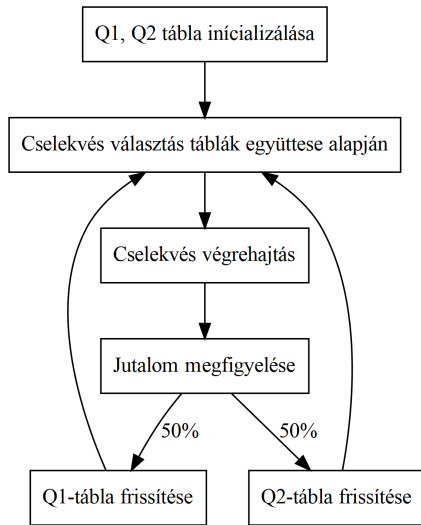 Q1, Q2 tábla inícializálása
Cselekvés választás táblák együttese alapján
Cselekvés végrehajtás
Jutalom megfigyelése
50%
50%
Q1-tábla frissítése
Q2-tábla frissítése